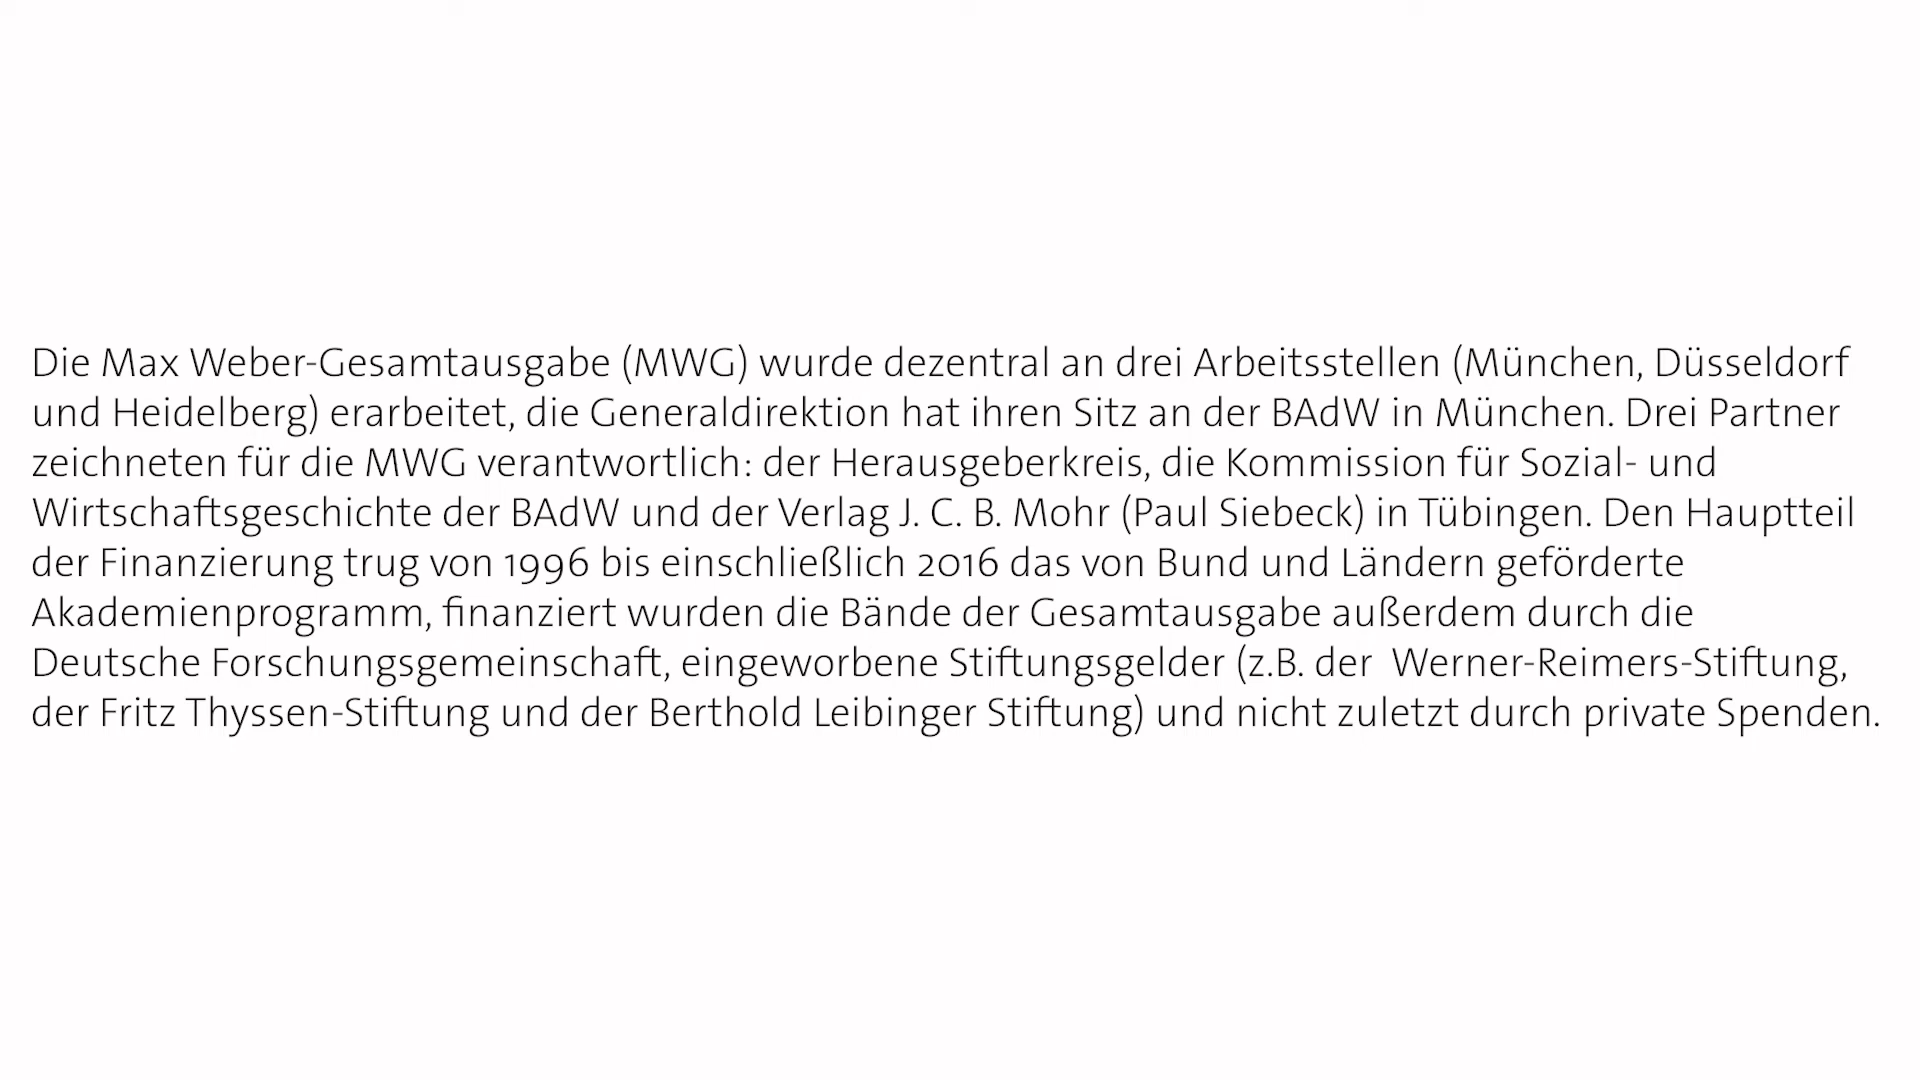 Die Max Weber-Gesamtausgabe (MWG) wurde dezentral an drei Arbeitsstellen (München, Düsseldorf
und Heidelberg) erarbeitet, die Generaldirektion hat ihren Sitz an der BAdW in München. Drei Partner
zeichneten für die MWG verantwortlich: der Herausgeberkreis, die Kommission für Sozial- und
Wirtschaftsgeschichte der BAdW und der Verlag J. C. B. Mohr (Paul Siebeck) in Tübingen. Den Hauptteil
der Finanzierung trug von 1996 bis einschließlich 2016 das von Bund und Ländern geförderte
Akademienprogramm, finanziert wurden die Bände der Gesamtausgabe außerdem durch die
Deutsche Forschungsgemeinschaft, eingeworbene Stiftungsgelder (z.B. der  Werner-Reimers-Stiftung,
der Fritz Thyssen-Stiftung und der Berthold Leibinger Stiftung) und nicht zuletzt durch private Spenden.